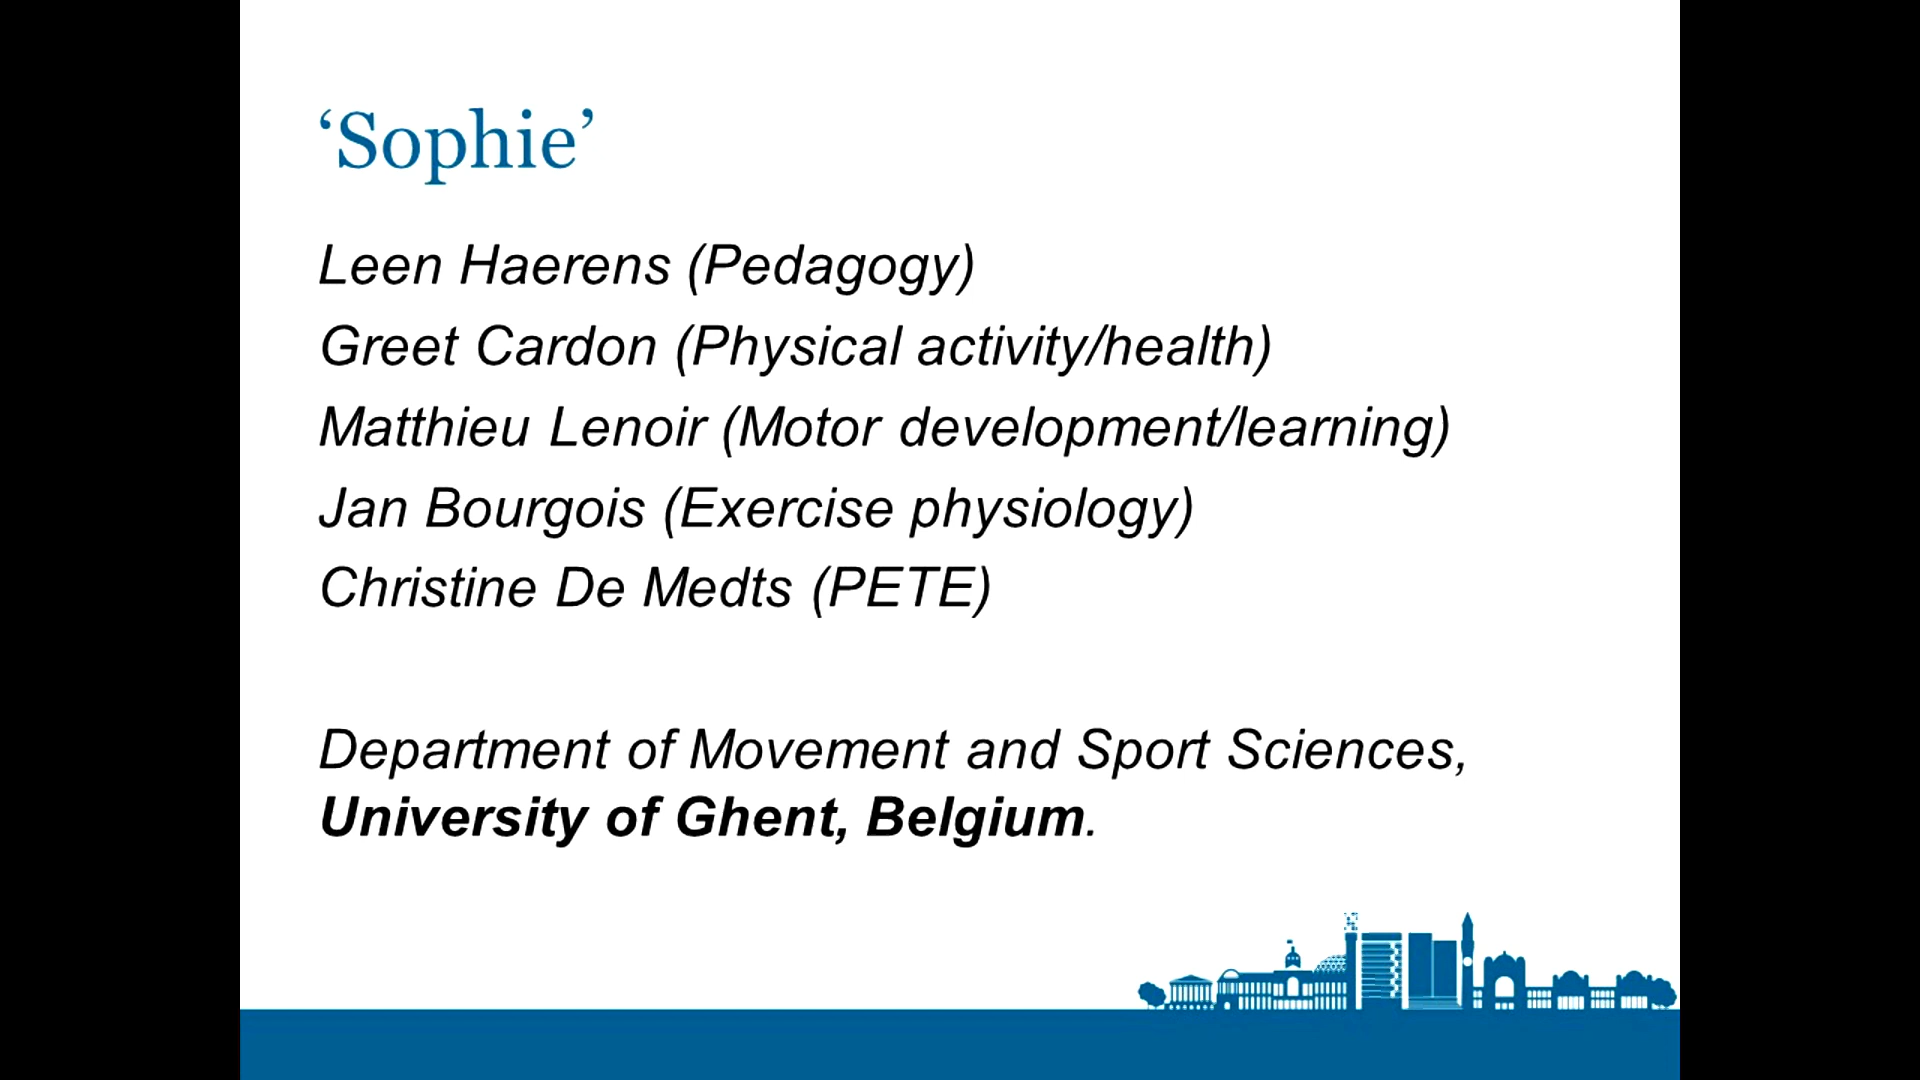 ‘Sophie’
Leen Haerens (Pedagogy)
Greet Cardon (Physical activity/health)
Matthieu Lenoir (Motor development/learning)
Jan Bourgois (Exercise physiology)
Christine De Medts (PETE)
Department of Movement and Sport Sciences,
University of Ghent, Belgium.